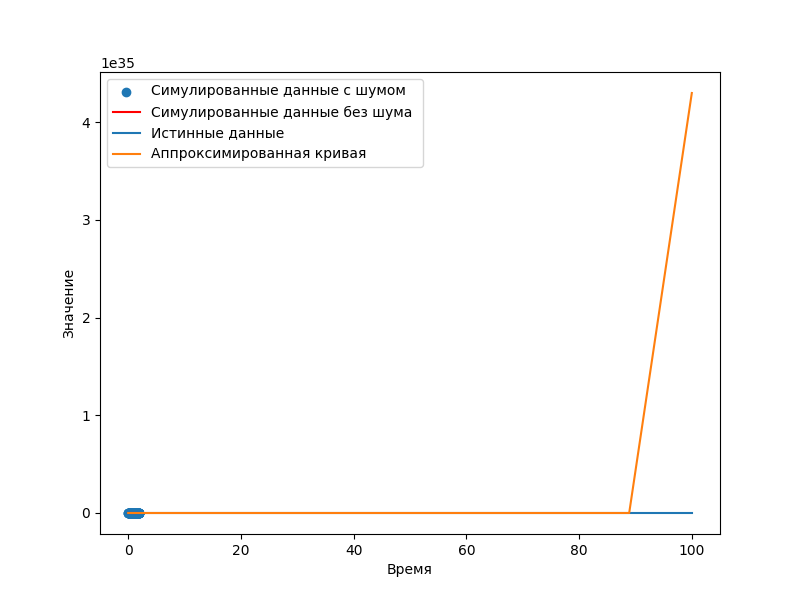 1e35
Симулированные данные с шумом
Симулированные данные без шума
Истинные данные
Аппроксимированная кривая
4
3
2
1
0
Значение
0 20 40 60 80 100
Время